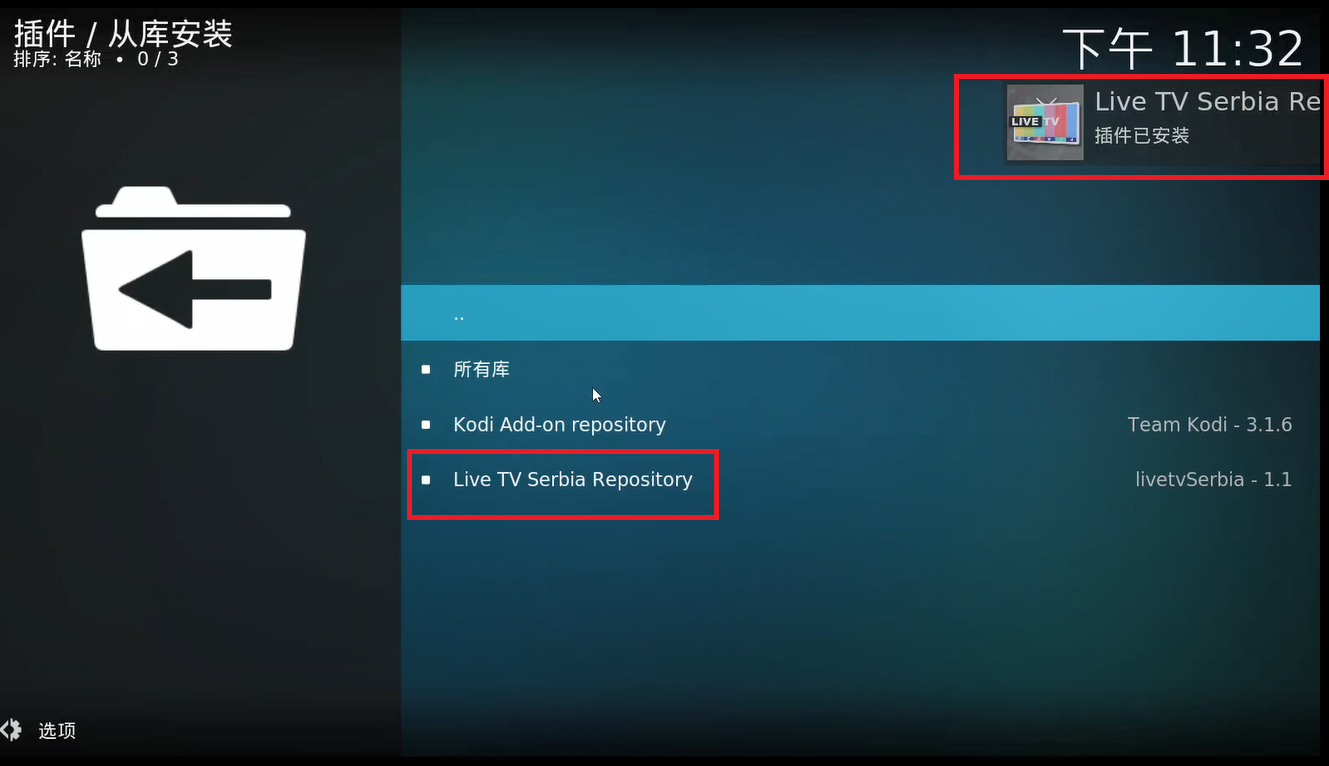 插件 / 从库安装
排序: 名称 • 0 / 3
下午 11:32
LIVE TV
Live TV Serbia Re
插件已安装
..
所有库
Kodi Add-on repository Team Kodi - 3.1.6
Live TV Serbia Repository livetvSerbia - 1.1
选项